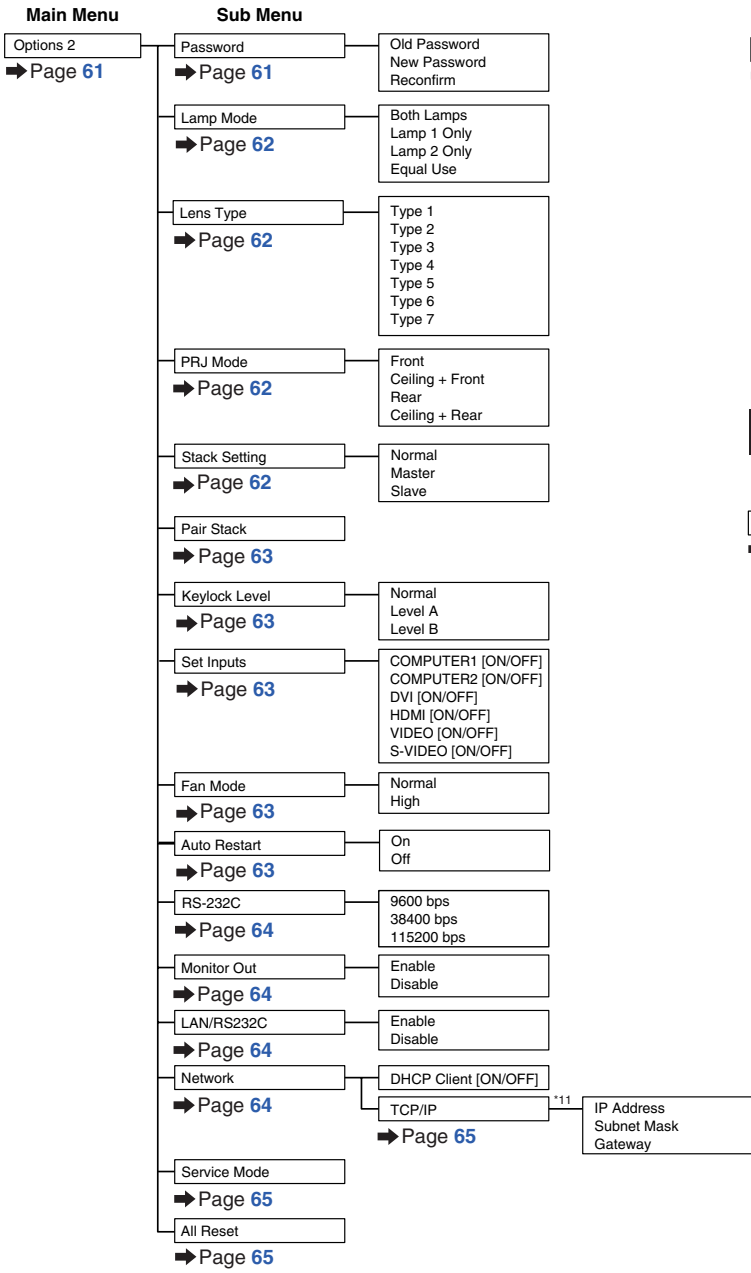 Main Menu
Sub Menu
Options 2
➡Page 61
Password
➡Page 61
Old Password
New Password
Reconfirm
Lamp Mode
➡Page 62
Both Lamps
Lamp 1 Only
Lamp 2 Only
Equal Use
Lens Type
➡Page 62
Type 1
Type 2
Type 3
Type 4
Type 5
Type 6
Type 7
PRJ Mode
➡Page 62
Front
Ceiling + Front
Rear
Ceiling + Rear
Stack Setting
➡Page 62
Normal
Master
Slave
Pair Stack
➡Page 63
Keylock Level
➡Page 63
Normal
Level A
Level B
Set Inputs
➡Page 63
COMPUTER1 [ON/OFF]
COMPUTER2 [ON/OFF]
DVI [ON/OFF]
HDMI [ON/OFF]
VIDEO [ON/OFF]
S-VIDEO [ON/OFF]
Fan Mode
➡Page 63
Normal
High
Auto Restart
➡Page 63
On
Off
RS-232C
➡Page 64
9600 bps
38400 bps
115200 bps
Monitor Out
➡Page 64
Enable
Disable
LAN/RS232C
➡Page 64
Enable
Disable
Network
➡Page 64
DHCP Client [ON/OFF]
TCP/IP
➡Page 65
*11
IP Address
Subnet Mask
Gateway
Service Mode
➡Page 65
All Reset
➡Page 65